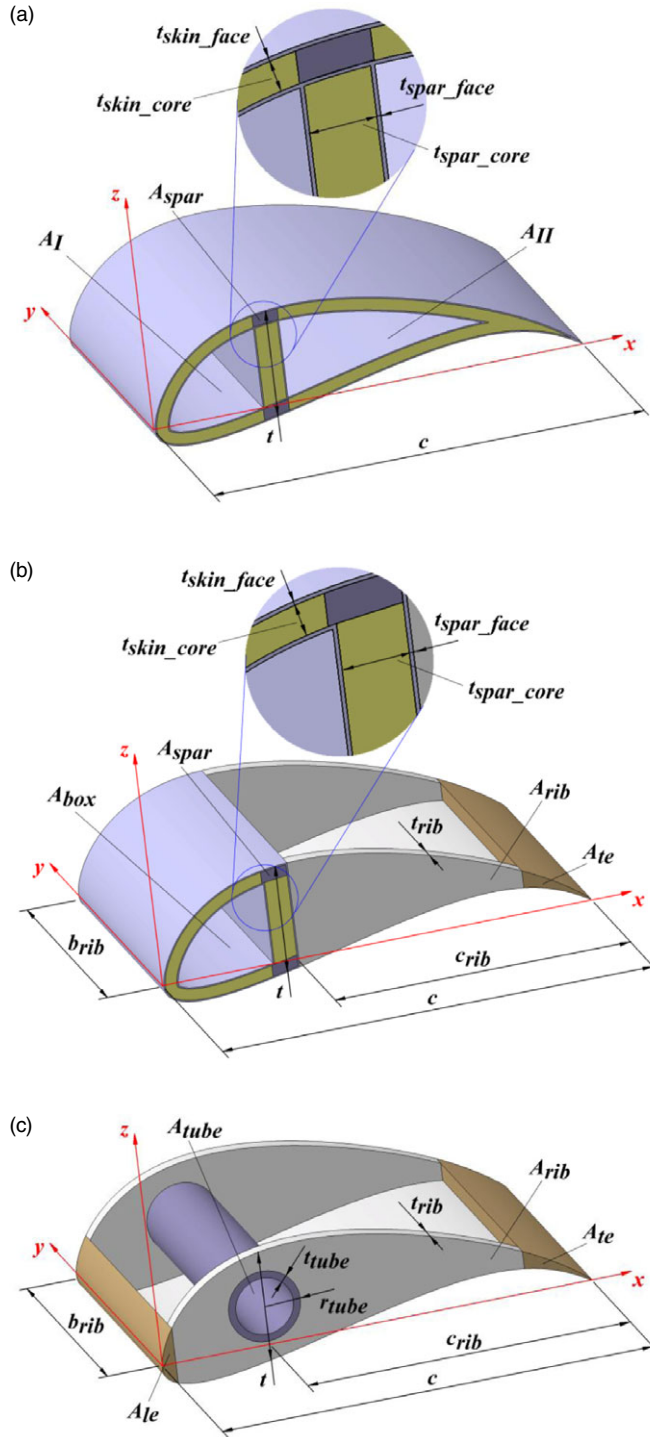 (a)
t_skin_face
t_skin_core
t_spar_face
t_spar_core
A_spar
z
A_I
A_II
y
x
t
c
(b)
t_skin_face
t_skin_core
t_spar_face
t_spar_core
A_spar
z
A_box
A_rib
t_rib
A_te
y
x
b_rib
t
c_rib
c
(c)
z
A_tube
A_rib
t_rib
A_te
y
t_tube
r_tube
x
b_rib
c_rib
t
A_le
c